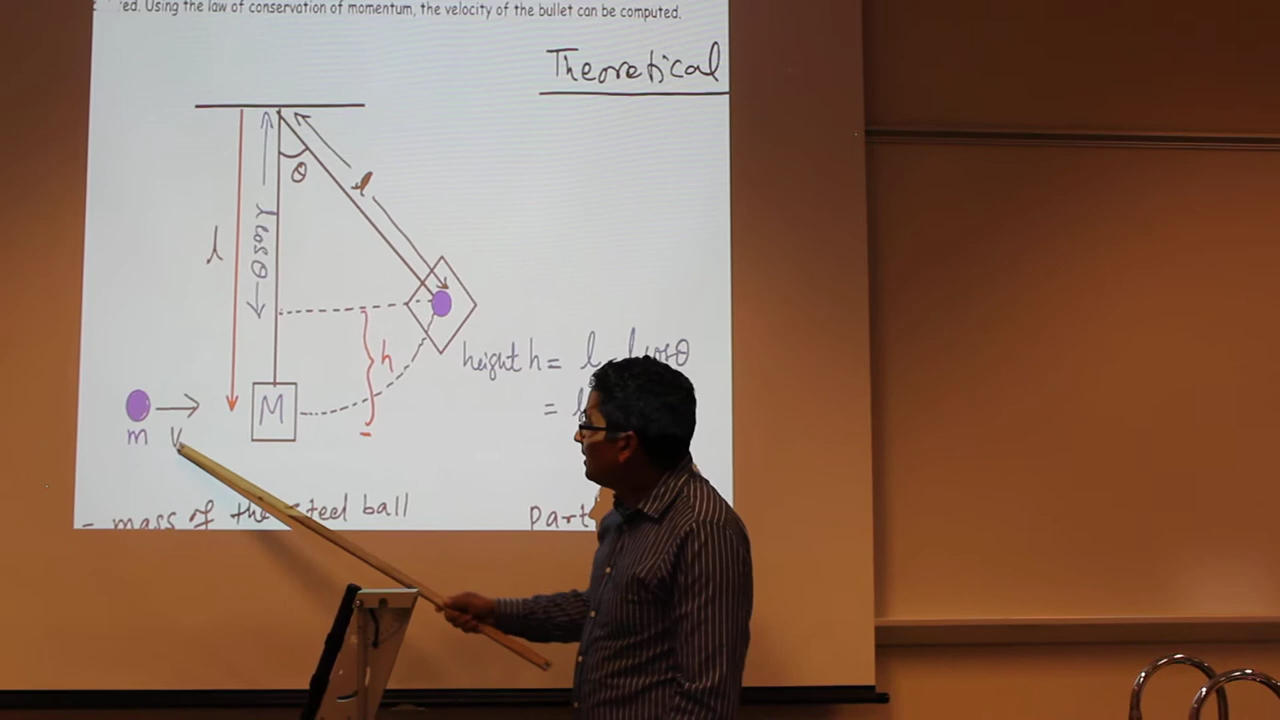 ed. Using the law of conservation of momentum, the velocity of the bullet can be computed.
Theoretical
θ
l
l
l cosθ
h
height h = l - l cosθ
=
M
m
V
- mass of the steel ball
part